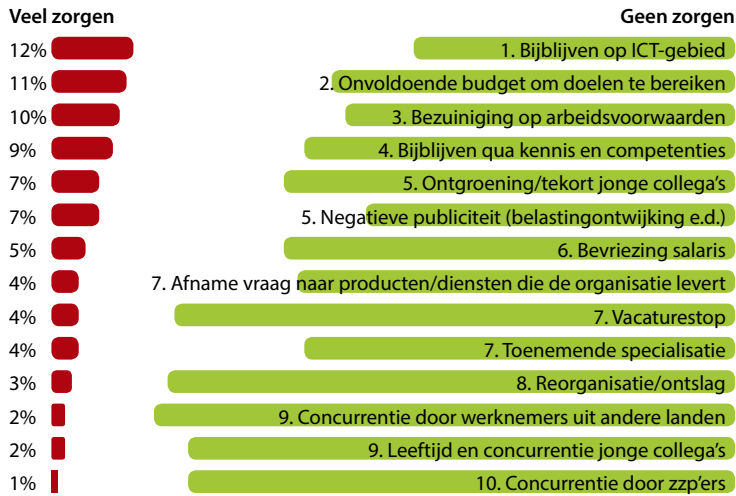 Veel zorgen Geen zorgen
12% 1. Bijblijven op ICT-gebied
11% 2. Onvoldoende budget om doelen te bereiken
10% 3. Bezuiniging op arbeidsvoorwaarden
9% 4. Bijblijven qua kennis en competenties
7% 5. Ontgroening/tekort jonge collega's
7% 5. Negatieve publiciteit (belastingontwijking e.d.)
5% 6. Bevriezing salaris
4% 7. Afname vraag naar producten/diensten die de organisatie levert
4% 7. Vacaturestop
4% 7. Toenemende specialisatie
3% 8. Reorganisatie/ontslag
2% 9. Concurrentie door werknemers uit andere landen
2% 9. Leeftijd en concurrentie jonge collega's
1% 10. Concurrentie door zzp'ers